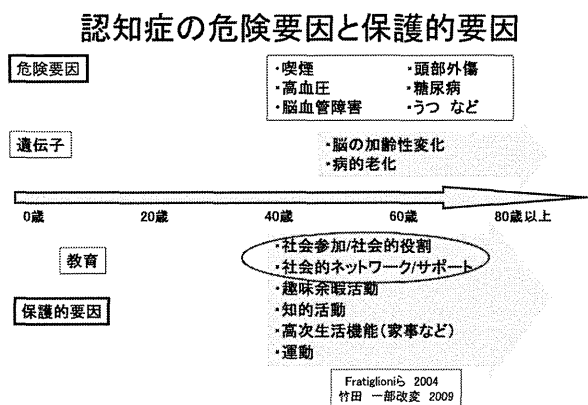 認知症の危険要因と保護的要因
危険要因
・喫煙 ・頭部外傷
・高血圧 ・糖尿病
・脳血管障害 ・うつ など
遺伝子
・脳の加齢性変化
・病的老化
0歳 20歳 40歳 60歳 80歳以上
教育
・社会参加/社会的役割
・社会的ネットワーク/サポート
・趣味余暇活動
・知的活動
・高次生活機能(家事など)
・運動
保護的要因
Fratiglioniら 2004
竹田 一部改変 2009